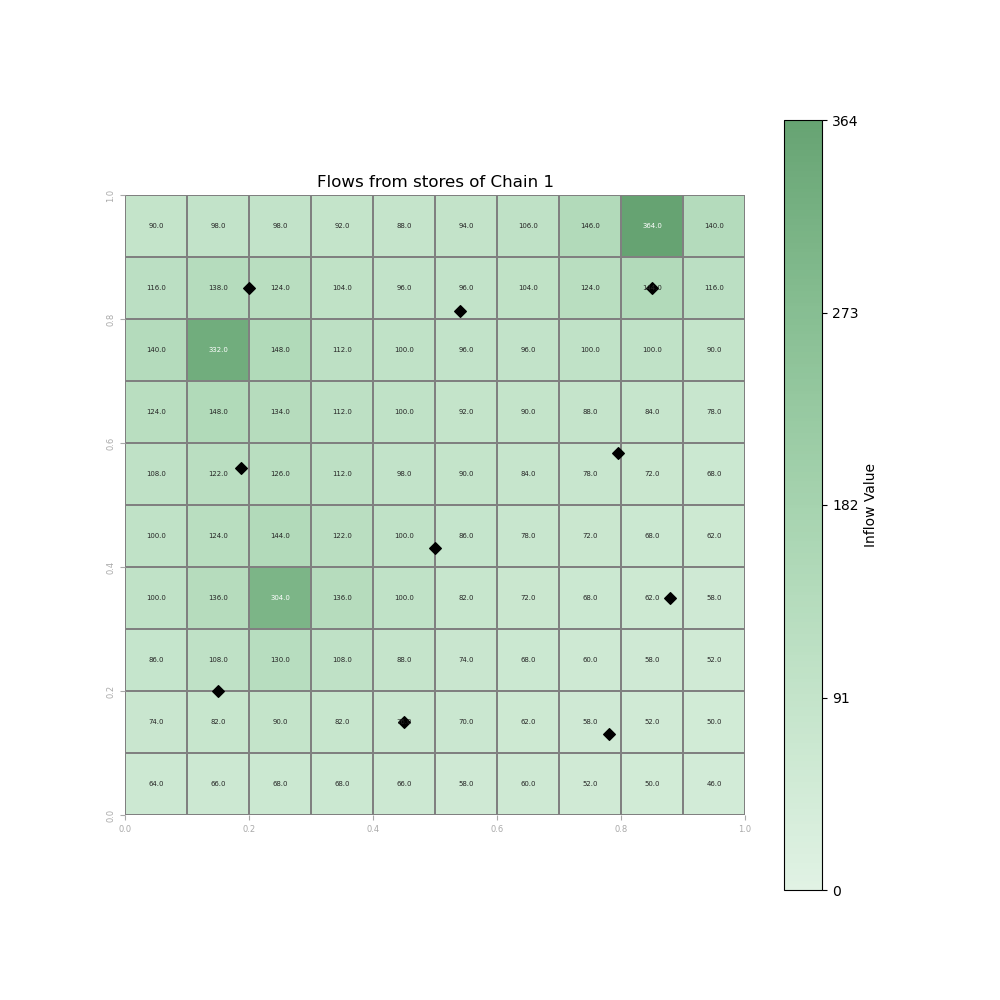 Flows from stores of Chain 1
1.0
90.0 98.0 98.0 92.0 88.0 94.0 106.0 146.0 364.0 140.0
116.0 138.0 124.0 104.0 96.0 96.0 104.0 124.0 116.0
0.8
140.0 332.0 148.0 112.0 100.0 96.0 96.0 100.0 100.0 90.0
124.0 148.0 134.0 112.0 100.0 92.0 90.0 88.0 84.0 78.0
0.6
108.0 122.0 126.0 112.0 98.0 90.0 84.0 78.0 72.0 68.0
100.0 124.0 144.0 122.0 100.0 86.0 78.0 72.0 68.0 62.0
0.4
100.0 136.0 304.0 136.0 100.0 82.0 72.0 68.0 62.0 58.0
86.0 108.0 130.0 108.0 88.0 74.0 68.0 60.0 58.0 52.0
0.2
74.0 82.0 90.0 82.0 70.0 62.0 58.0 52.0 50.0
64.0 66.0 68.0 68.0 66.0 58.0 60.0 52.0 50.0 46.0
0.0
0.0 0.2 0.4 0.6 0.8 1.0
364
273
182
91
0
Inflow Value